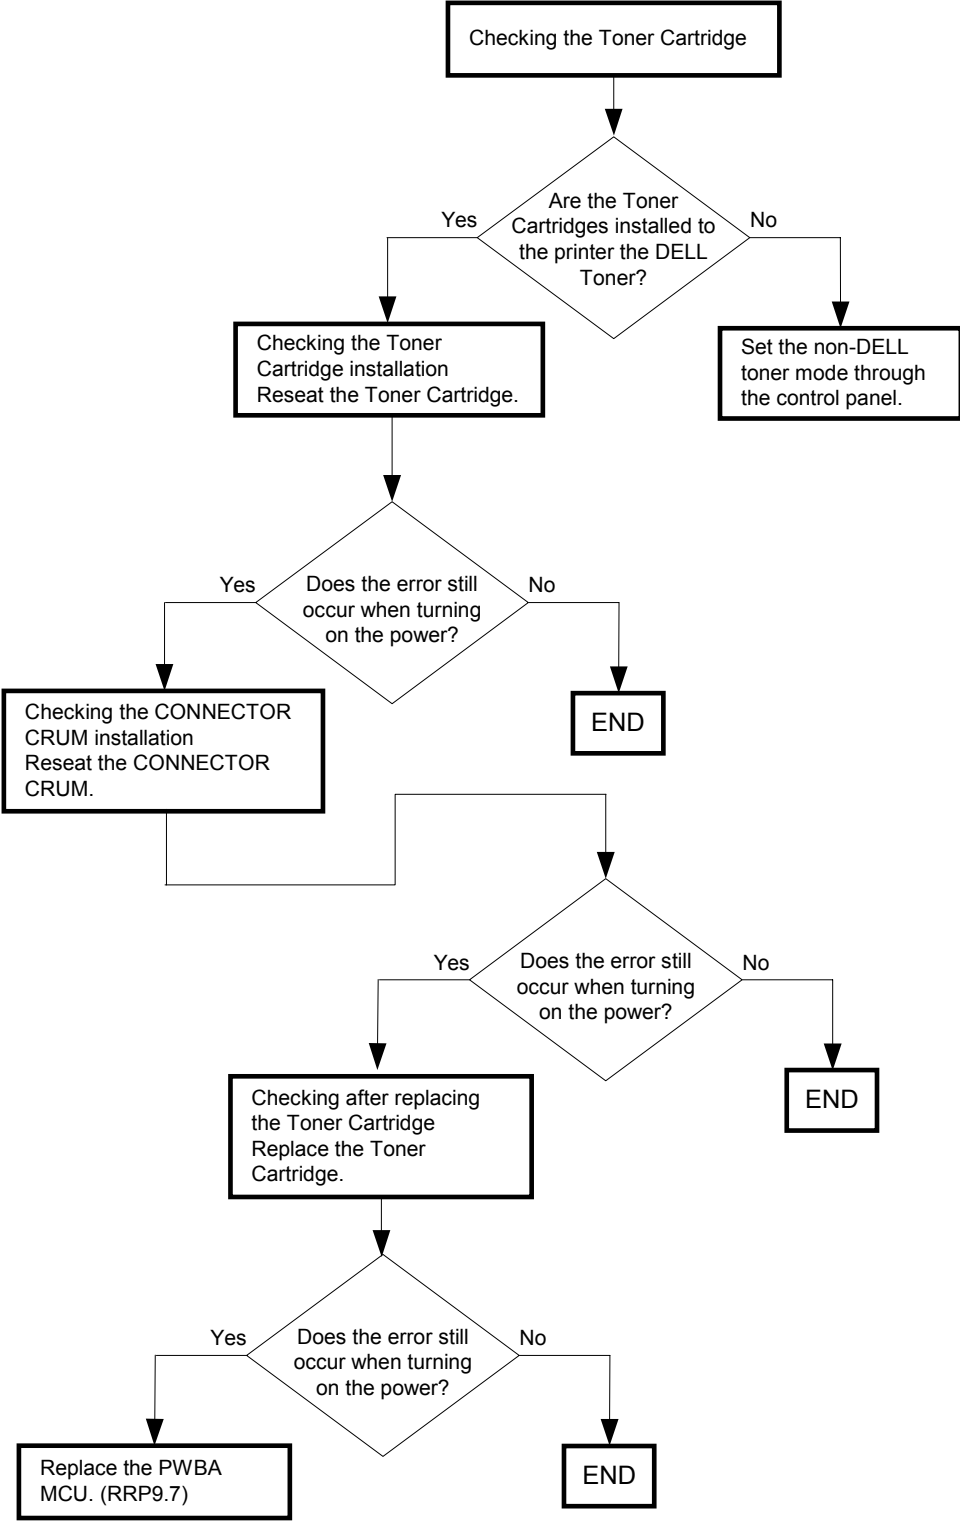 Checking the Toner Cartridge
Are the Toner
Cartridges installed to
the printer the DELL
Toner?
Yes
No
Checking the Toner
Cartridge installation
Reseat the Toner Cartridge.
Set the non-DELL
toner mode through
the control panel.
Does the error still
occur when turning
on the power?
Yes
No
Checking the CONNECTOR
CRUM installation
Reseat the CONNECTOR
CRUM.
END
Does the error still
occur when turning
on the power?
Yes
No
Checking after replacing
the Toner Cartridge
Replace the Toner
Cartridge.
END
Does the error still
occur when turning
on the power?
Yes
No
Replace the PWBA
MCU. (RRP9.7)
END